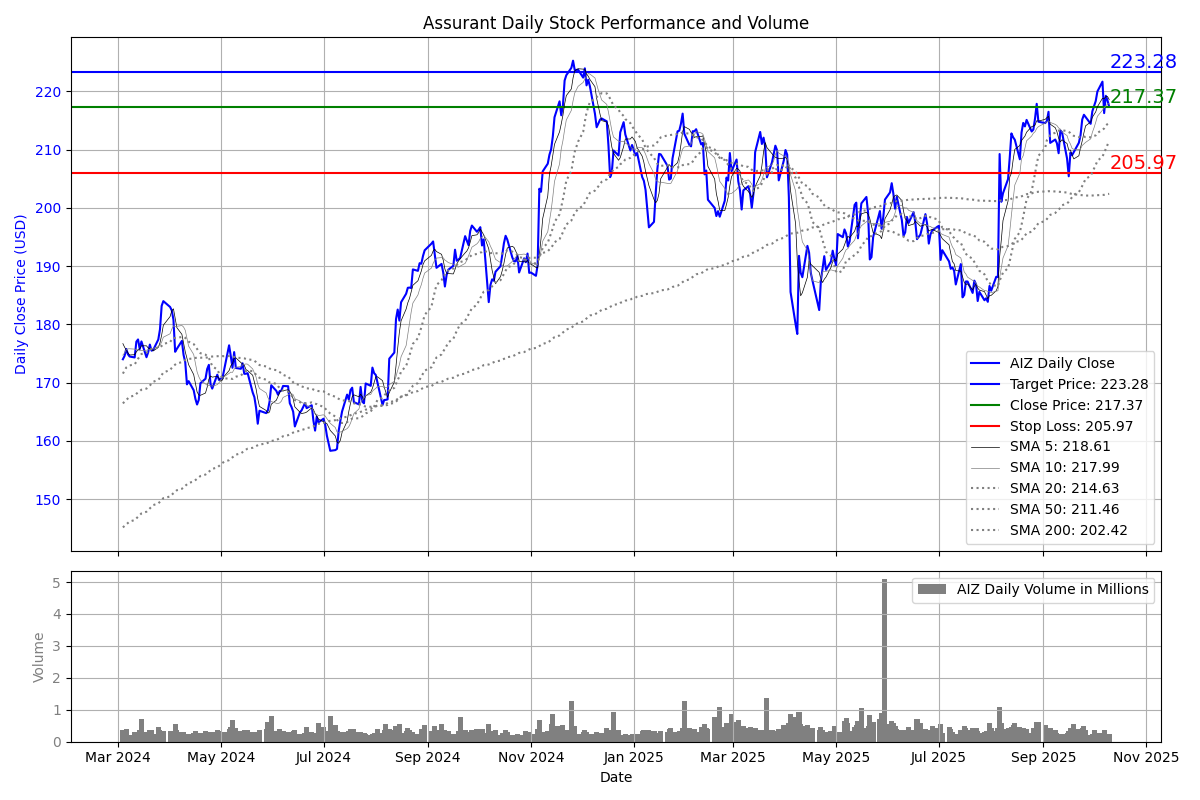 Assurant Daily Stock Performance and Volume
223.28
217.37
205.97
Daily Close Price (USD)
220
210
200
190
180
170
160
150
AIZ Daily Close
Target Price: 223.28
Close Price: 217.37
Stop Loss: 205.97
SMA 5: 218.61
SMA 10: 217.99
SMA 20: 214.63
SMA 50: 211.46
SMA 200: 202.42
Volume
5
4
3
2
1
0
AIZ Daily Volume in Millions
Mar 2024 May 2024 Jul 2024 Sep 2024 Nov 2024 Jan 2025 Mar 2025 May 2025 Jul 2025 Sep 2025 Nov 2025
Date